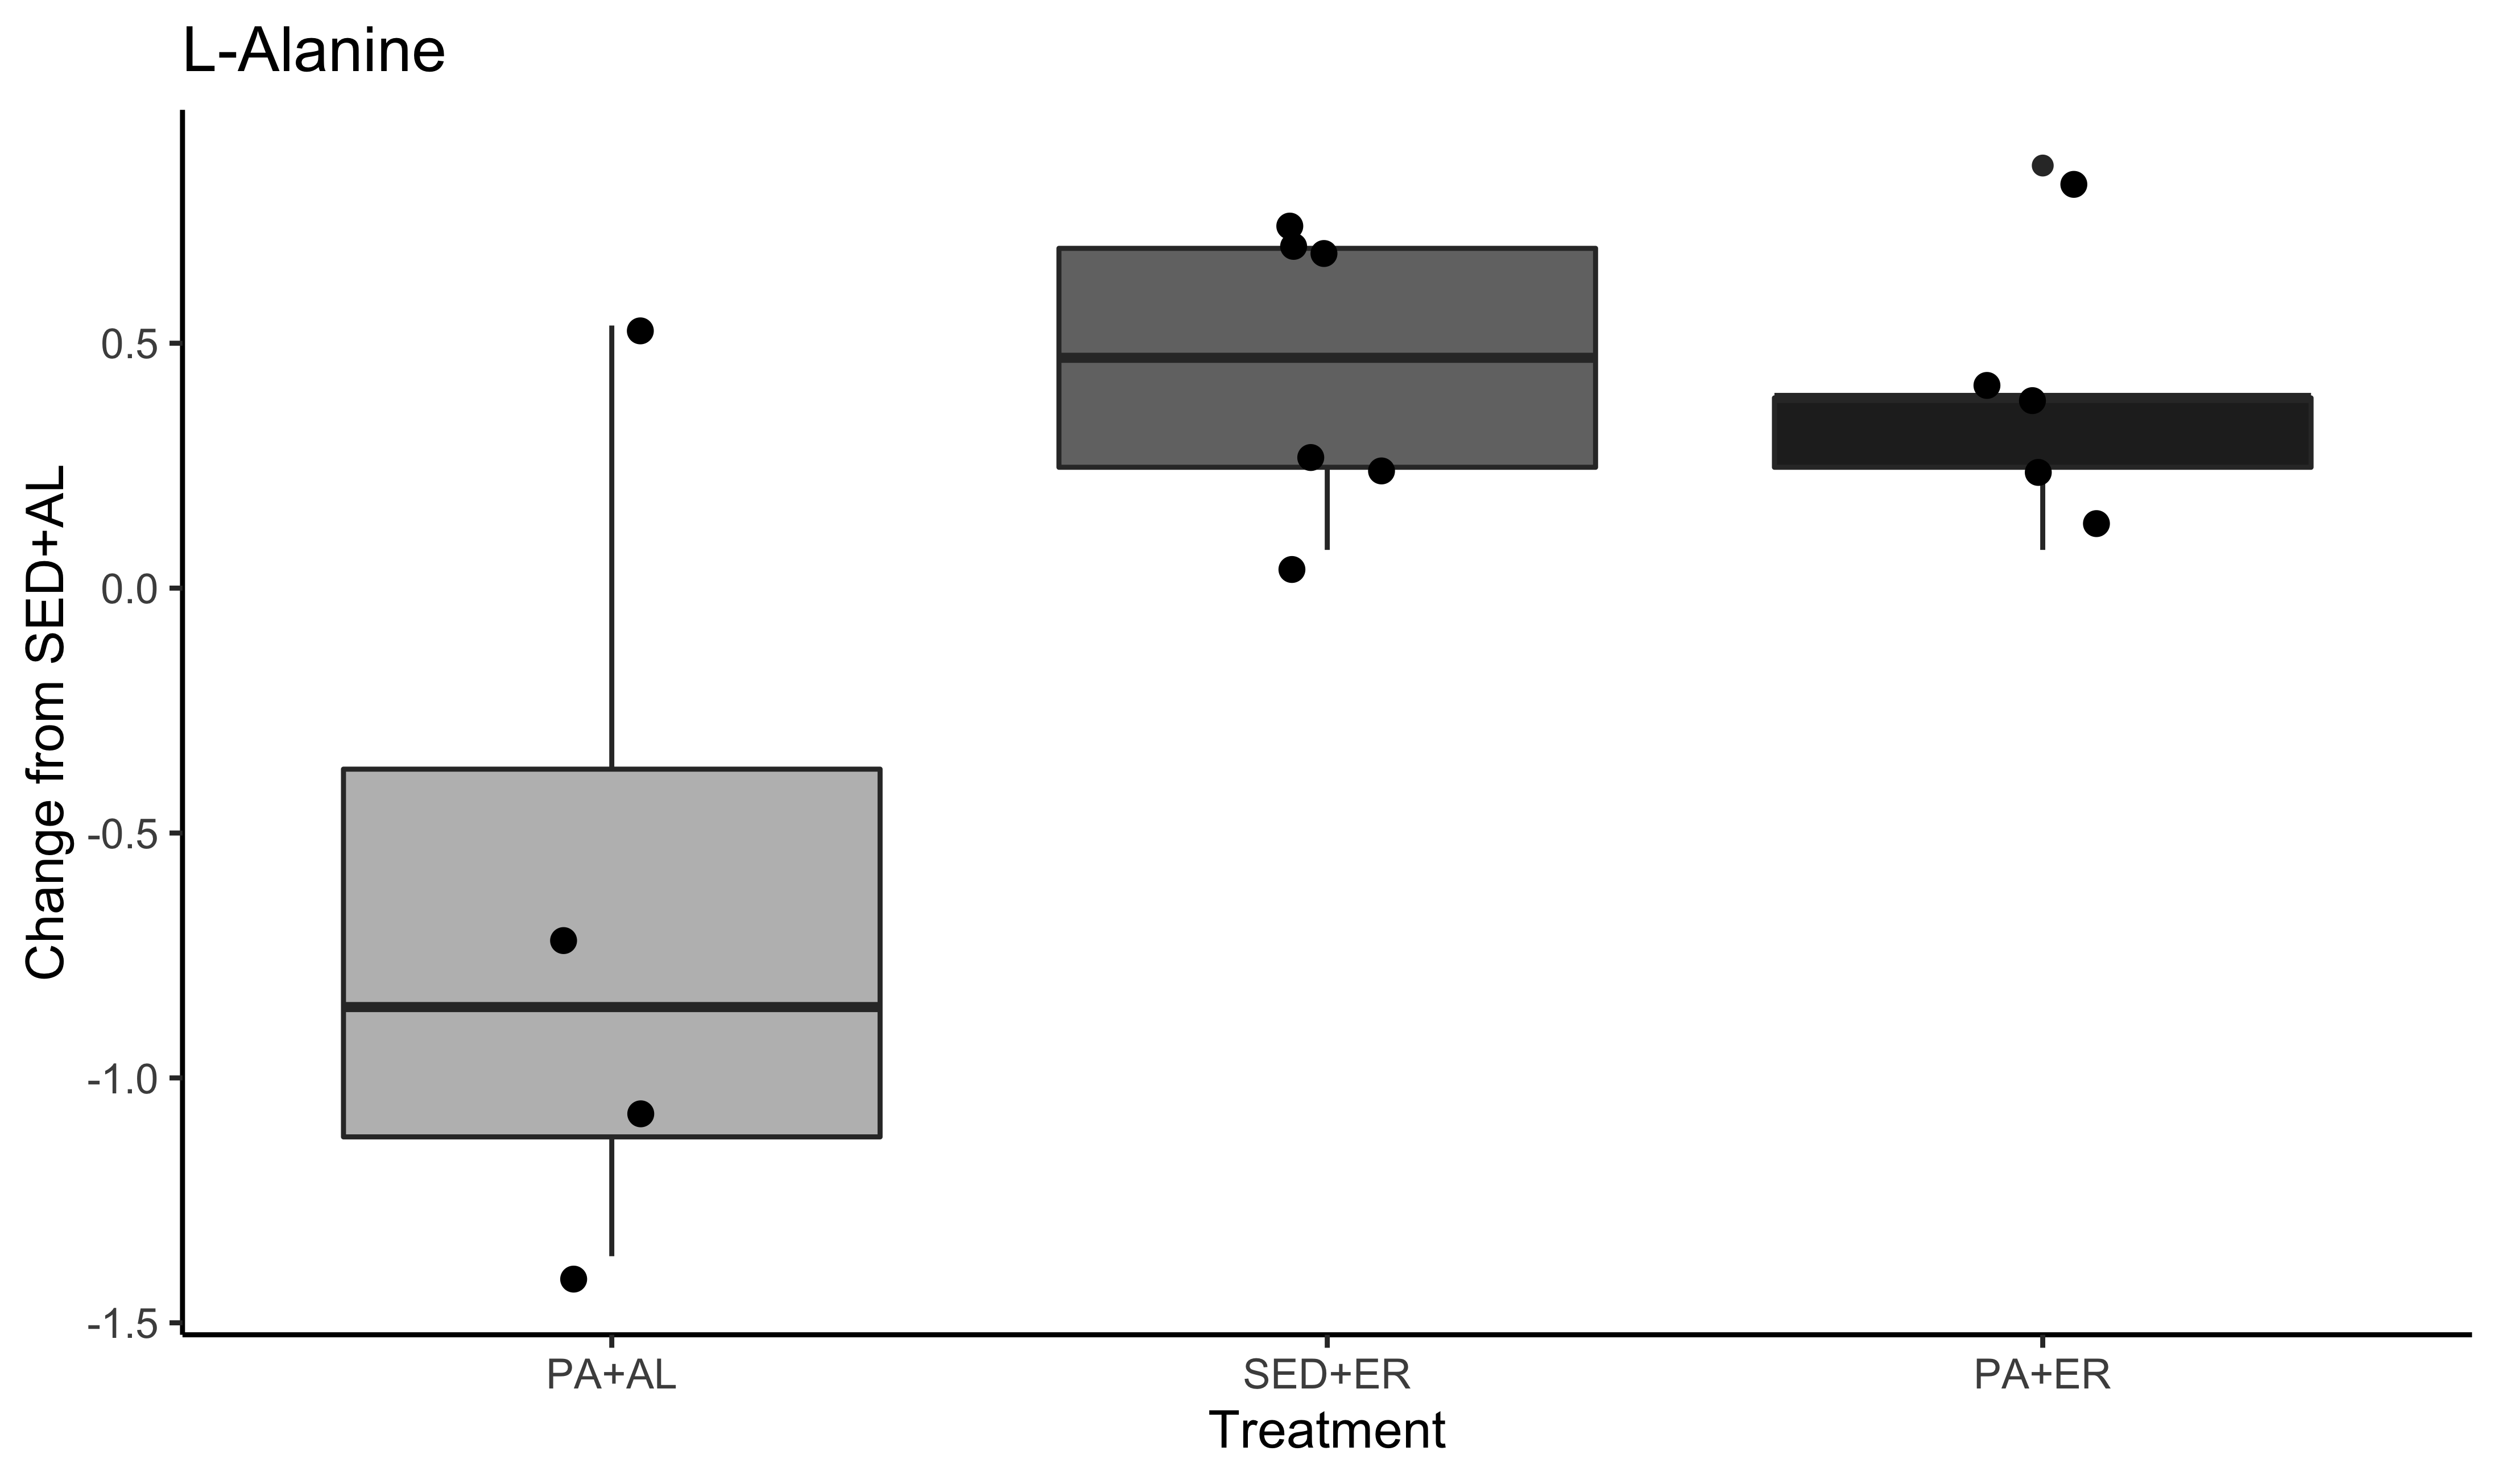 L-Alanine
Change from SED+AL
0.5
0.0
-0.5
-1.0
-1.5
PA+AL
SED+ER
PA+ER
Treatment